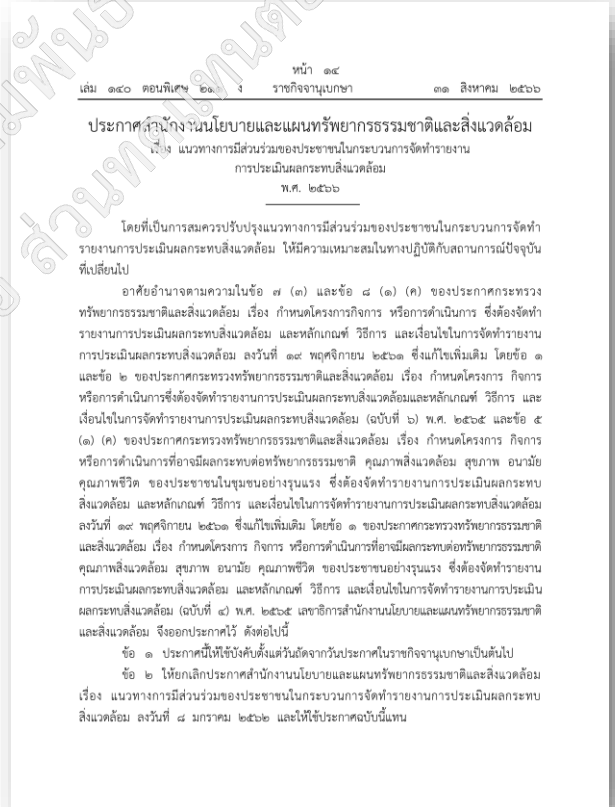 หน้า ๑๔
เล่ม ๑๔๐ ตอนพิเศษ ง ราชกิจจานุเบกษา ๓๑ สิงหาคม ๒๕๖๖
ประกาศสำนักงานนโยบายและแผนทรัพยากรธรรมชาติและสิ่งแวดล้อม
เรื่อง แนวทางการมีส่วนร่วมของประชาชนในกระบวนการจัดทำรายงาน
การประเมินผลกระทบสิ่งแวดล้อม
พ.ศ. ๒๕๖๖
โดยที่เป็นการสมควรปรับปรุงแนวทางการมีส่วนร่วมของประชาชนในกระบวนการจัดทำ
รายงานการประเมินผลกระทบสิ่งแวดล้อม ให้มีความเหมาะสมในทางปฏิบัติกับสถานการณ์ปัจจุบัน
ที่เปลี่ยนไป
อาศัยอำนาจตามความในข้อ ๗ (๓) และข้อ ๘ (๑) (ค) ของประกาศกระทรวง
ทรัพยากรธรรมชาติและสิ่งแวดล้อม เรื่อง กำหนดโครงการกิจการ หรือการดำเนินการ ซึ่งต้องจัดทำ
รายงานการประเมินผลกระทบสิ่งแวดล้อม และหลักเกณฑ์ วิธีการ และเงื่อนไขในการจัดทำรายงาน
การประเมินผลกระทบสิ่งแวดล้อม ลงวันที่ ๑๙ พฤศจิกายน ๒๕๖๑ ซึ่งแก้ไขเพิ่มเติม โดยข้อ ๑
และข้อ ๒ ของประกาศกระทรวงทรัพยากรธรรมชาติและสิ่งแวดล้อม เรื่อง กำหนดโครงการ กิจการ
หรือการดำเนินการซึ่งต้องจัดทำรายงานการประเมินผลกระทบสิ่งแวดล้อมและหลักเกณฑ์ วิธีการ และ
เงื่อนไขในการจัดทำรายงานการประเมินผลกระทบสิ่งแวดล้อม (ฉบับที่ ๖) พ.ศ. ๒๕๖๕ และข้อ ๕
(๑) (ค) ของประกาศกระทรวงทรัพยากรธรรมชาติและสิ่งแวดล้อม เรื่อง กำหนดโครงการ กิจการ
หรือการดำเนินการที่อาจมีผลกระทบต่อทรัพยากรธรรมชาติ คุณภาพสิ่งแวดล้อม สุขภาพ อนามัย
คุณภาพชีวิต ของประชาชนในชุมชนอย่างรุนแรง ซึ่งต้องจัดทำรายงานการประเมินผลกระทบ
สิ่งแวดล้อม และหลักเกณฑ์ วิธีการ และเงื่อนไขในการจัดทำรายงานการประเมินผลกระทบสิ่งแวดล้อม
ลงวันที่ ๑๙ พฤศจิกายน ๒๕๖๑ ซึ่งแก้ไขเพิ่มเติม โดยข้อ ๑ ของประกาศกระทรวงทรัพยากรธรรมชาติ
และสิ่งแวดล้อม เรื่อง กำหนดโครงการ กิจการ หรือการดำเนินการที่อาจมีผลกระทบต่อทรัพยากรธรรมชาติ
คุณภาพสิ่งแวดล้อม สุขภาพ อนามัย คุณภาพชีวิต ของประชาชนอย่างรุนแรง ซึ่งต้องจัดทำรายงาน
การประเมินผลกระทบสิ่งแวดล้อม และหลักเกณฑ์ วิธีการ และเงื่อนไขในการจัดทำรายงานการประเมิน
ผลกระทบสิ่งแวดล้อม (ฉบับที่ ๔) พ.ศ. ๒๕๖๕ เลขาธิการสำนักงานนโยบายและแผนทรัพยากรธรรมชาติ
และสิ่งแวดล้อม จึงออกประกาศไว้ ดังต่อไปนี้
ข้อ ๑ ประกาศนี้ให้ใช้บังคับตั้งแต่วันถัดจากวันประกาศในราชกิจจานุเบกษาเป็นต้นไป
ข้อ ๒ ให้ยกเลิกประกาศสำนักงานนโยบายและแผนทรัพยากรธรรมชาติและสิ่งแวดล้อม
เรื่อง แนวทางการมีส่วนร่วมของประชาชนในกระบวนการจัดทำรายงานการประเมินผลกระทบ
สิ่งแวดล้อม ลงวันที่ ๘ มกราคม ๒๕๖๒ และให้ใช้ประกาศฉบับนี้แทน